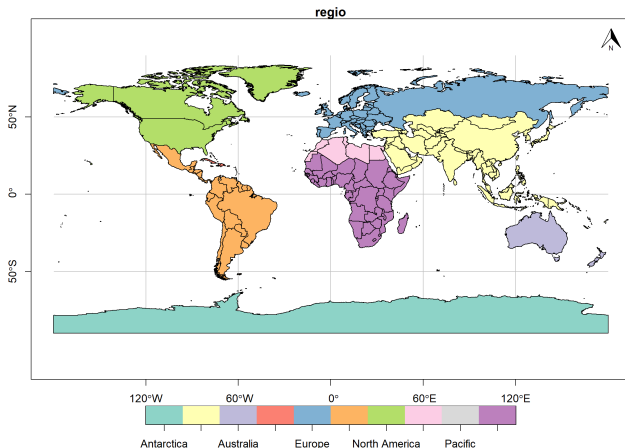 regio
N
50°N
0°
50°S
120°W 60°W 0° 60°E 120°E
Antarctica Australia Europe North America Pacific